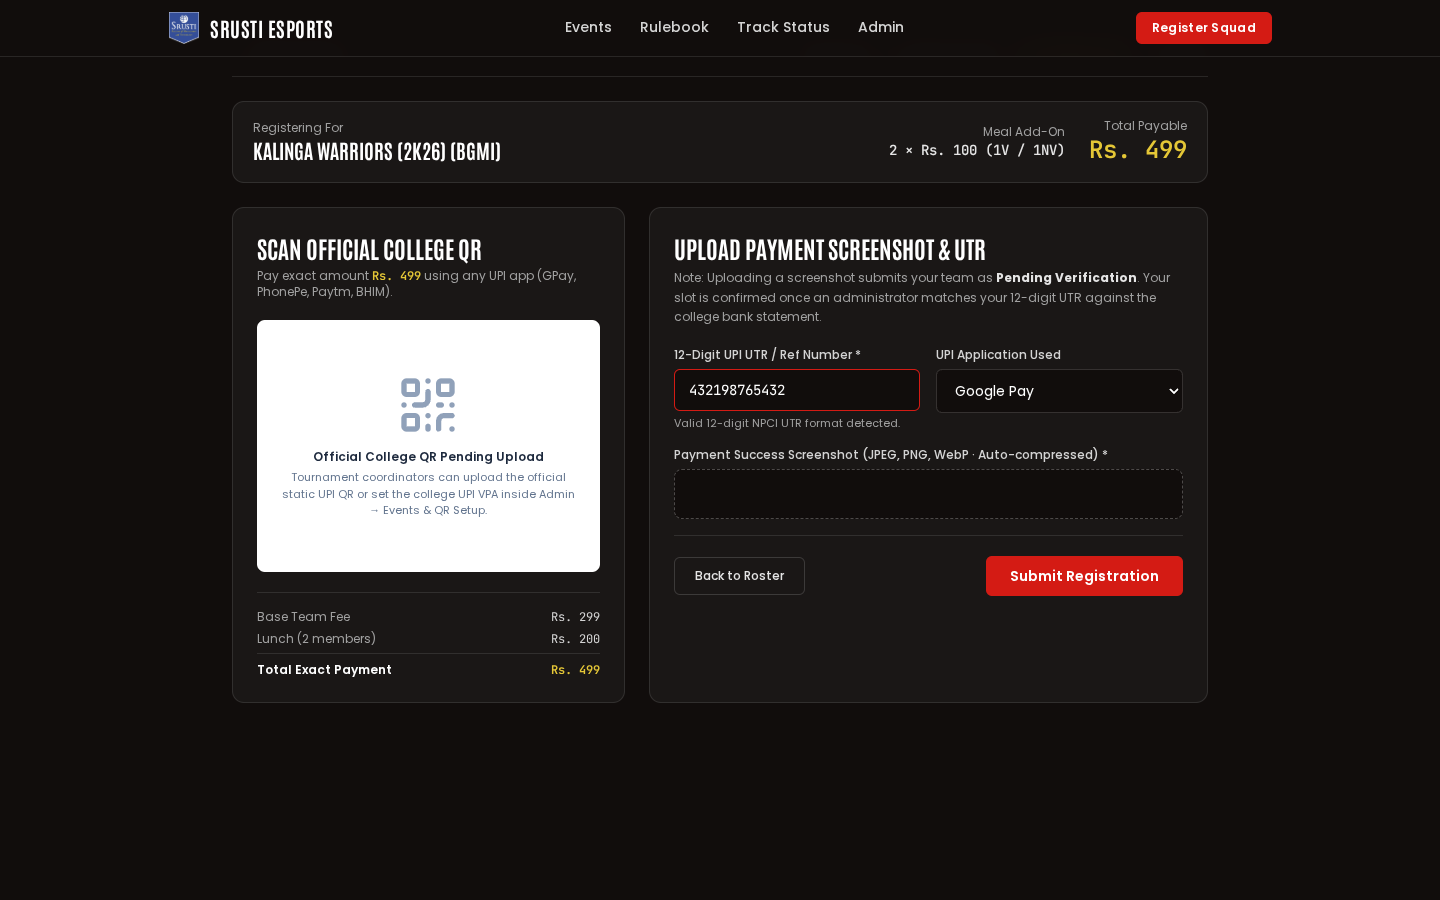 SRUSTI
SRUSTI ESPORTS
Events
Rulebook
Track Status
Admin
Register Squad
Registering For
KALINGA WARRIORS (2K26) (BGMI)
Meal Add-On
2 × Rs. 100 (1V / 1NV)
Total Payable
Rs. 499
SCAN OFFICIAL COLLEGE QR
Pay exact amount Rs. 499 using any UPI app (GPay,
PhonePe, Paytm, BHIM).
Official College QR Pending Upload
Tournament coordinators can upload the official
static UPI QR or set the college UPI VPA inside Admin
→ Events & QR Setup.
Base Team Fee Rs. 299
Lunch (2 members) Rs. 200
Total Exact Payment Rs. 499
UPLOAD PAYMENT SCREENSHOT & UTR
Note: Uploading a screenshot submits your team as Pending Verification. Your
slot is confirmed once an administrator matches your 12-digit UTR against the
college bank statement.
12-Digit UPI UTR / Ref Number *
432198765432
Valid 12-digit NPCI UTR format detected.
UPI Application Used
Google Pay
Payment Success Screenshot (JPEG, PNG, WebP · Auto-compressed) *
Back to Roster
Submit Registration